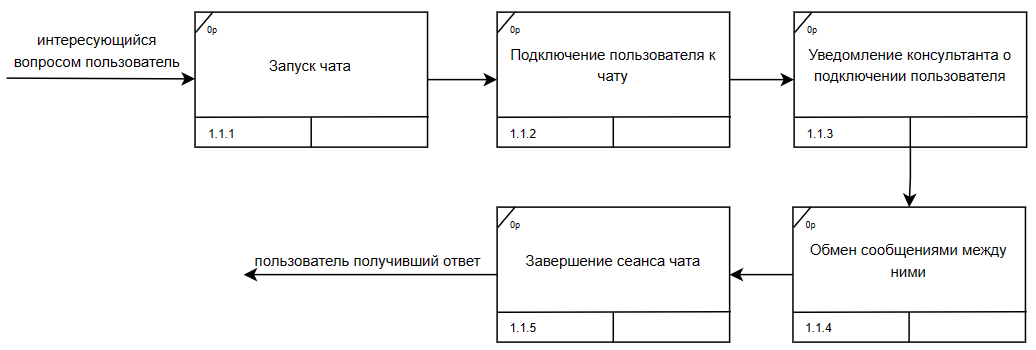 интересующийся
вопросом пользователь
0р
Запуск чата
1.1.1
0р
Подключение пользователя к
чату
1.1.2
0р
Уведомление консультанта о
подключении пользователя
1.1.3
0р
Обмен сообщениями между
ними
1.1.4
0р
Завершение сеанса чата
1.1.5
пользователь получивший ответ